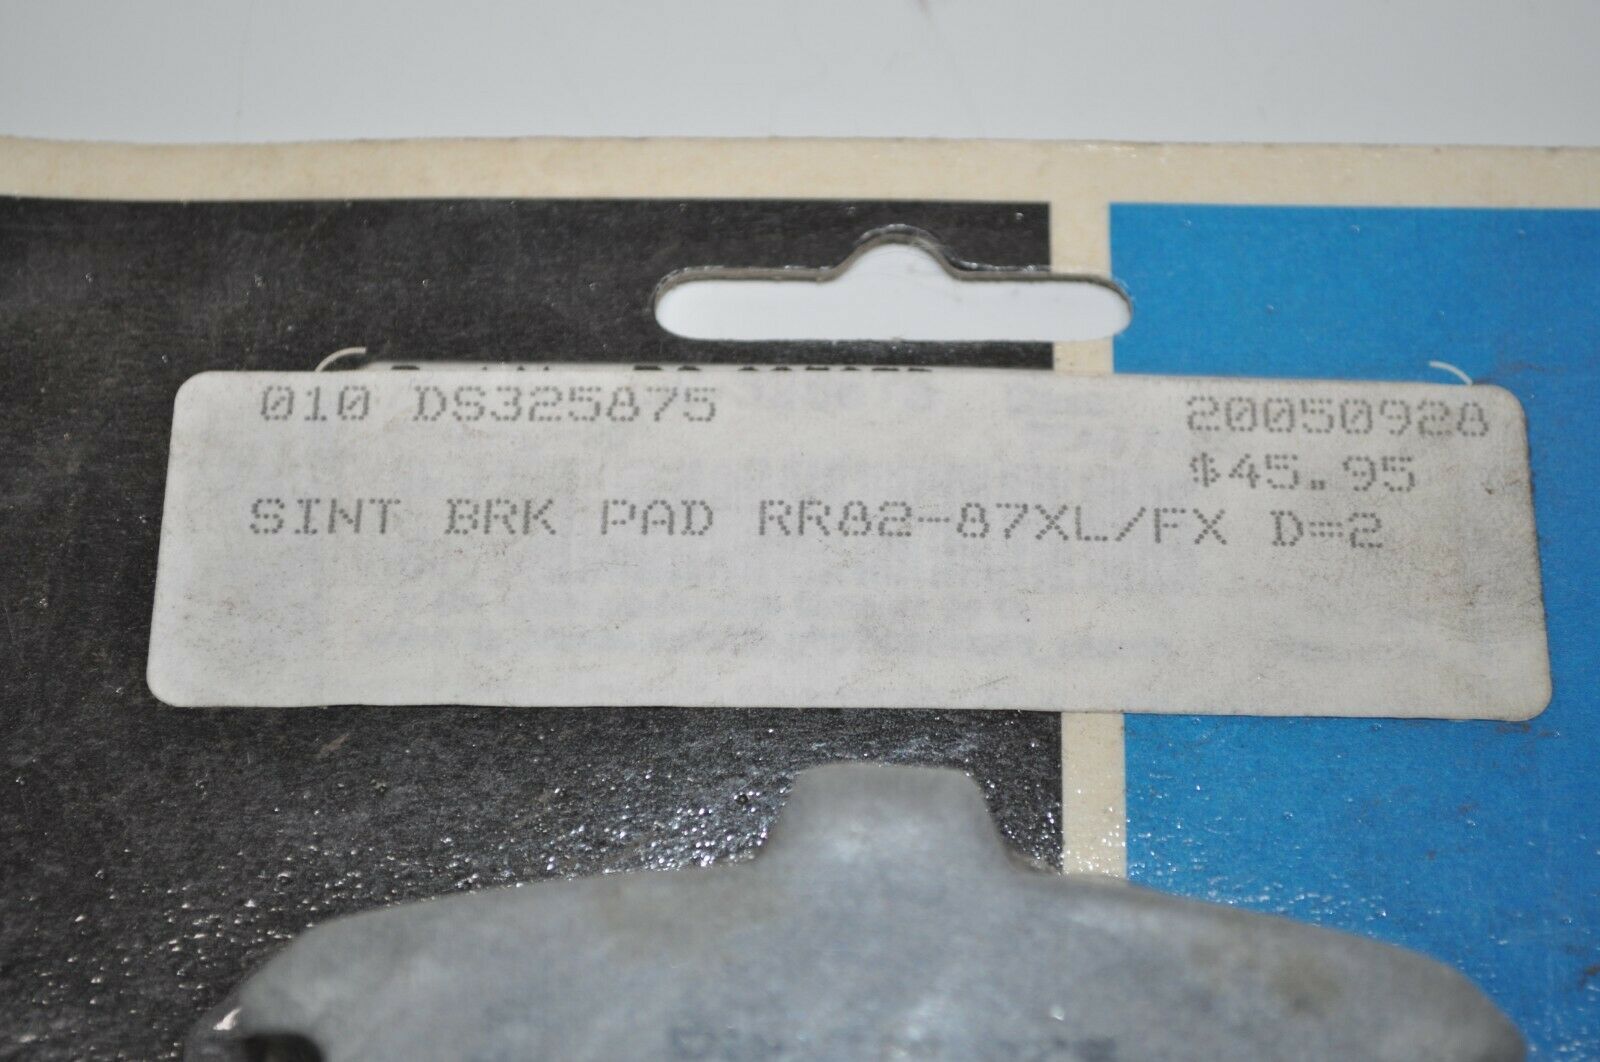 010 DS325875 20050928
$45.95
SINT BRK PAD RR82-87XL/FX D=2